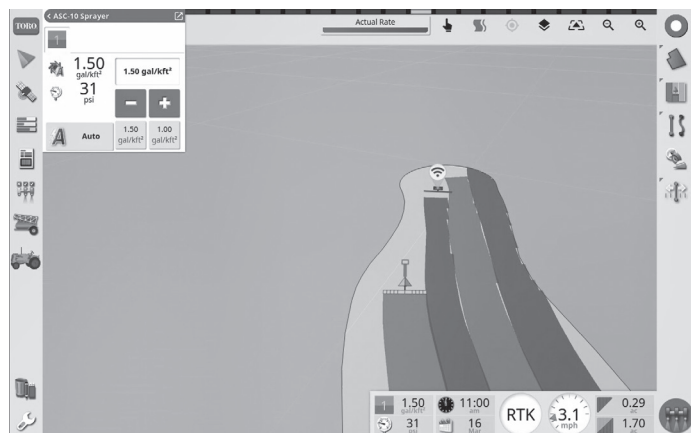 TORO
ASC-10 Sprayer
Actual Rate
1
1.50
gal/kft²
1.50 gal/kft²
31
psi
A
Auto
1.50
gal/kft²
1.00
gal/kft²
1
1.50
gal/kft²
11:00
am
RTK
3.1
mph
0.29
ac
31
psi
16
Mar
1.70
ac